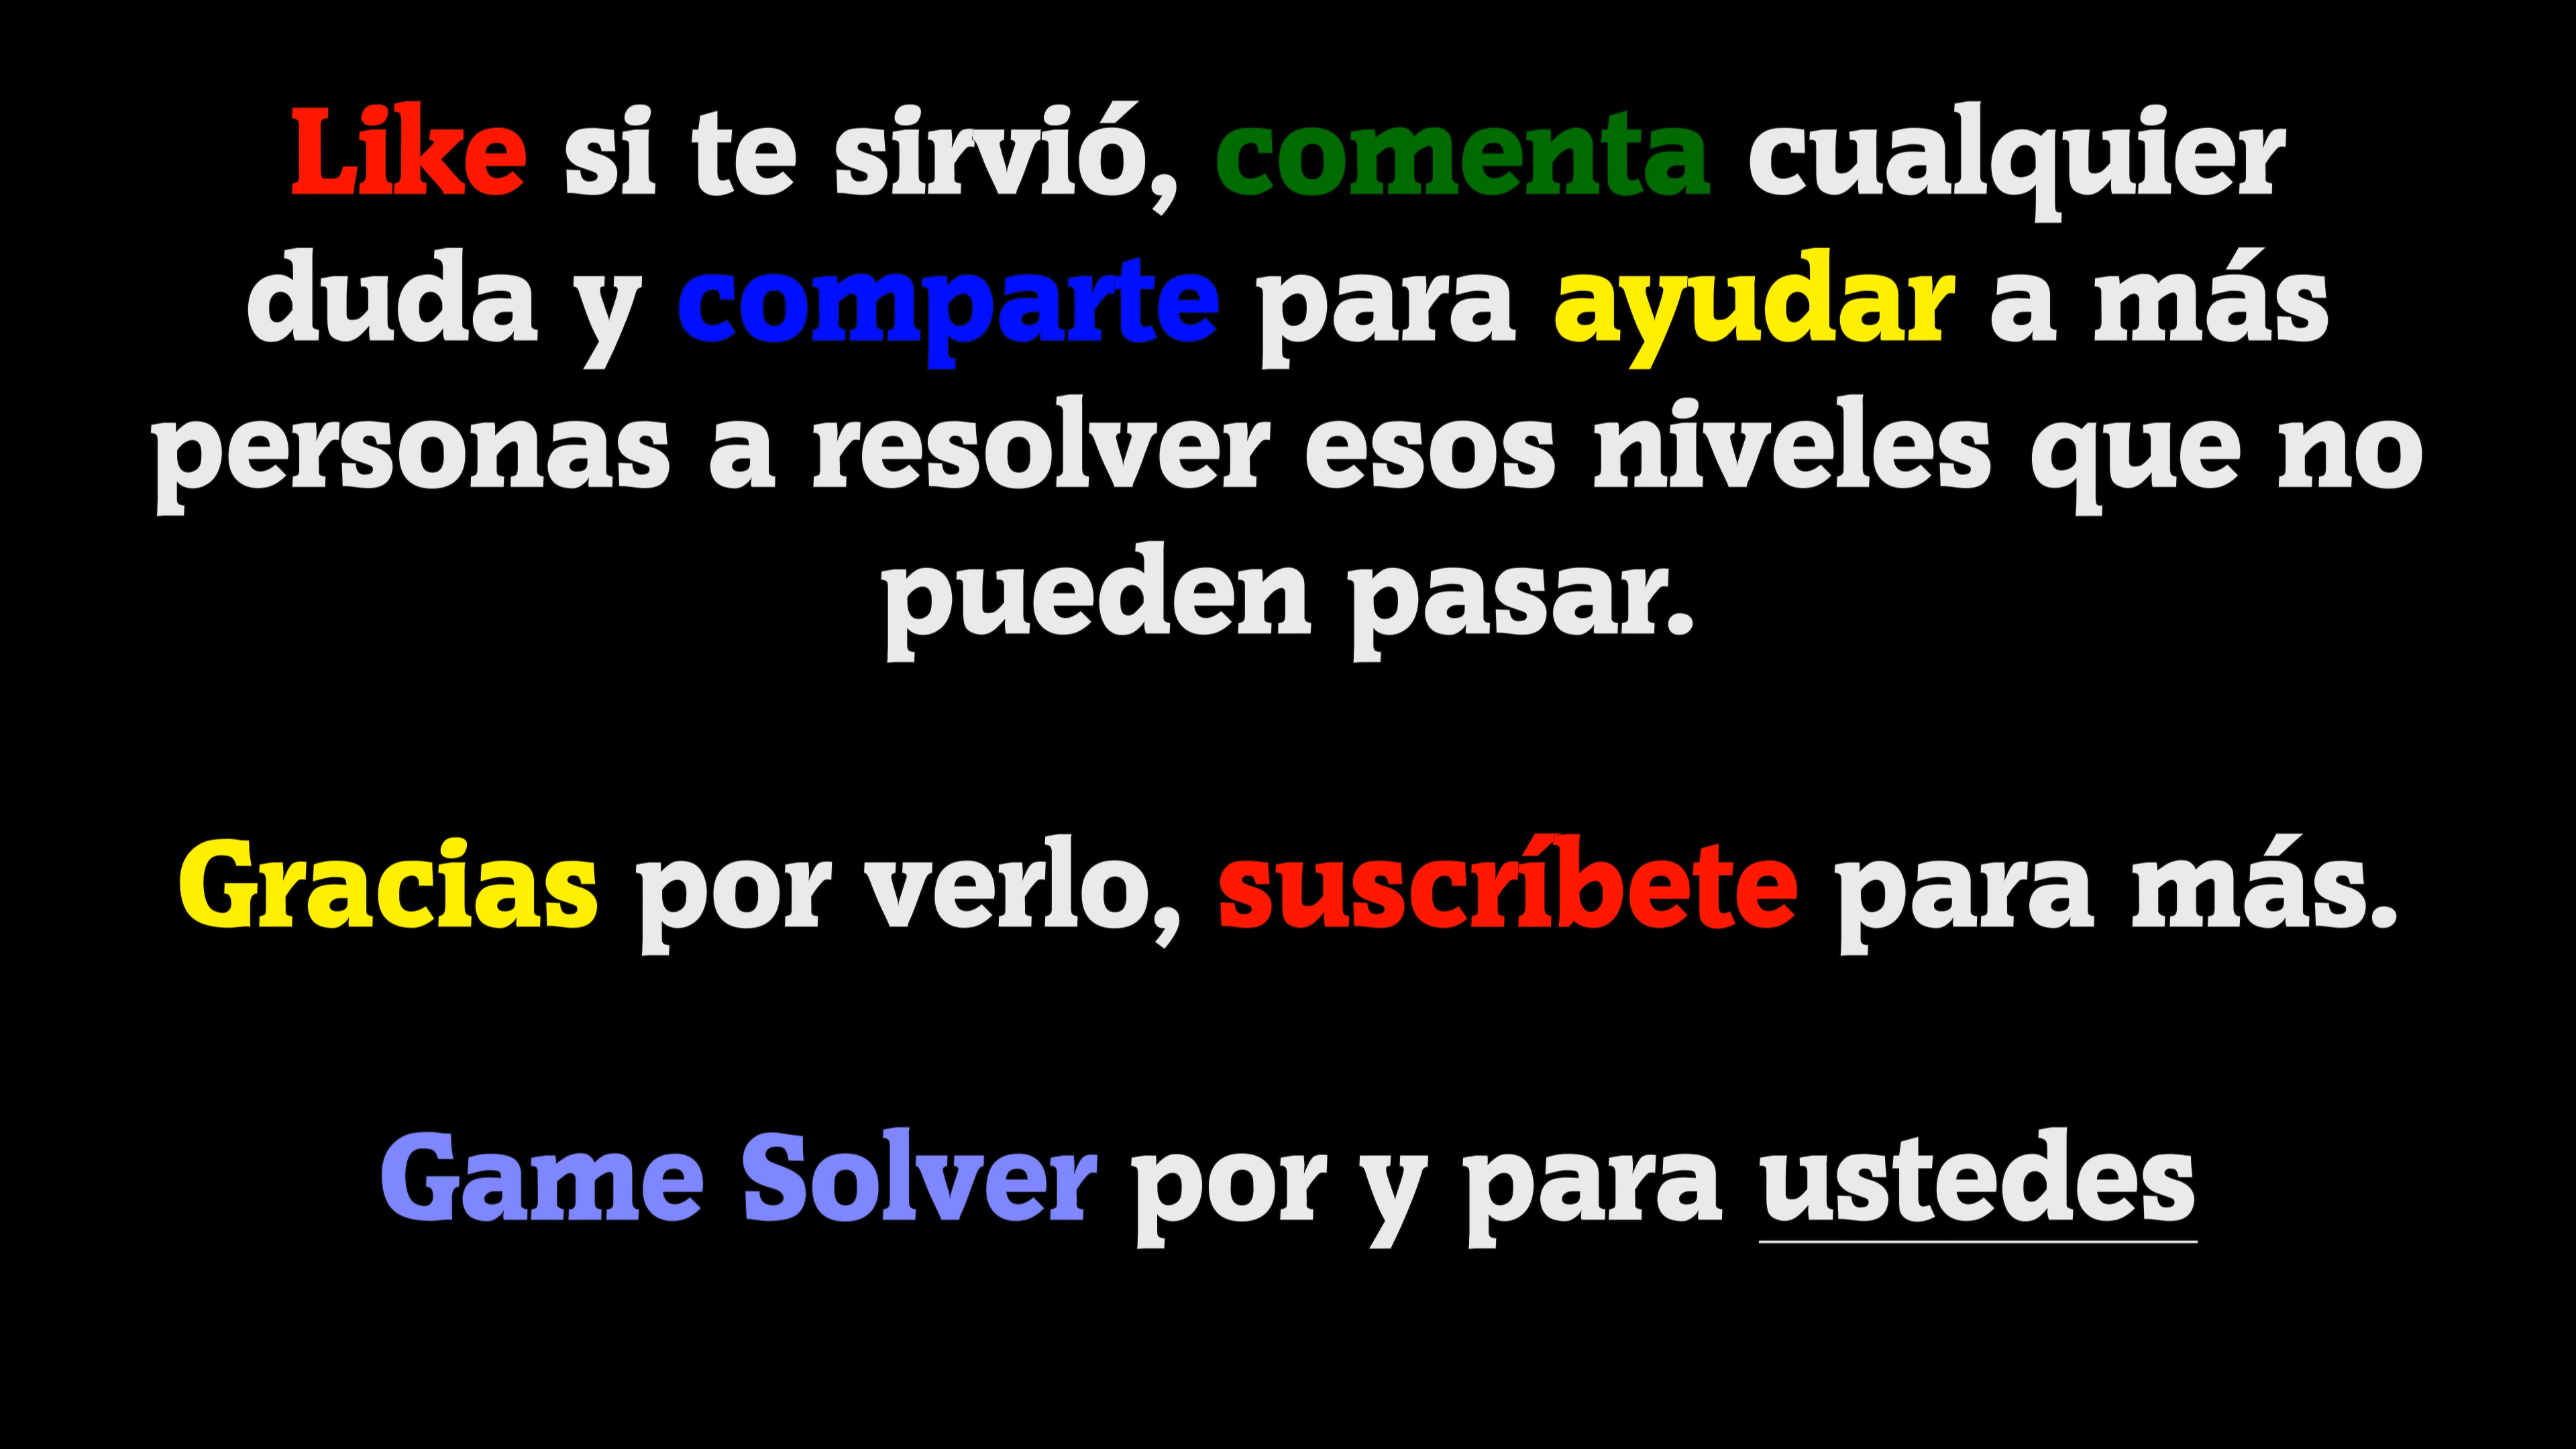 Like si te sirvió, comenta cualquier
duda y comparte para ayudar a más
personas a resolver esos niveles que no
pueden pasar.
Gracias por verlo, suscríbete para más.
Game Solver por y para ustedes